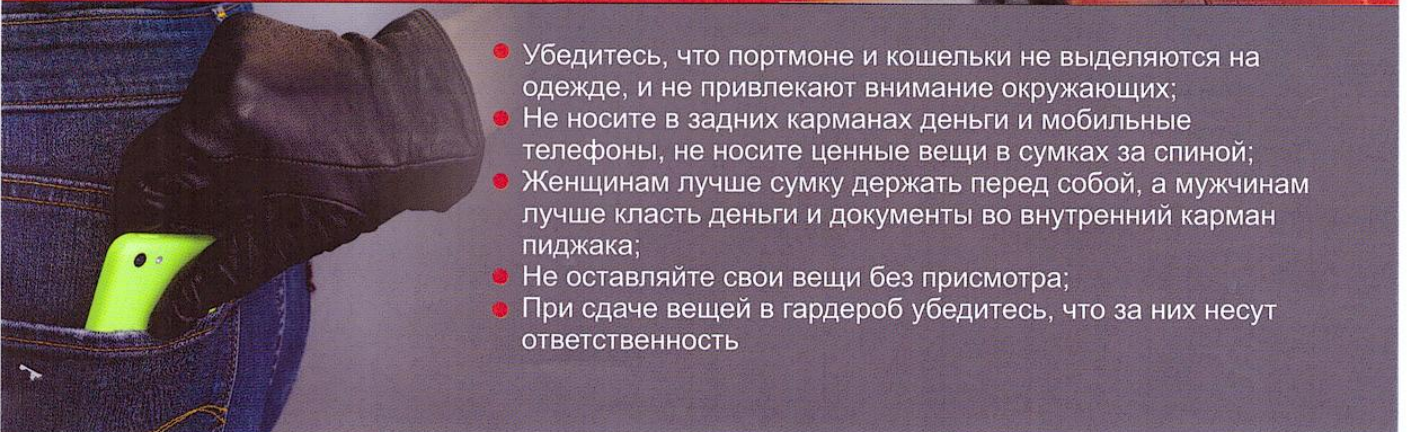 Убедитесь, что портмоне и кошельки не выделяются на
одежде, и не привлекают внимание окружающих;
Не носите в задних карманах деньги и мобильные
телефоны, не носите ценные вещи в сумках за спиной;
Женщинам лучше сумку держать перед собой, а мужчинам
лучше класть деньги и документы во внутренний карман
пиджака;
Не оставляйте свои вещи без присмотра;
При сдаче вещей в гардероб убедитесь, что за них несут
ответственность